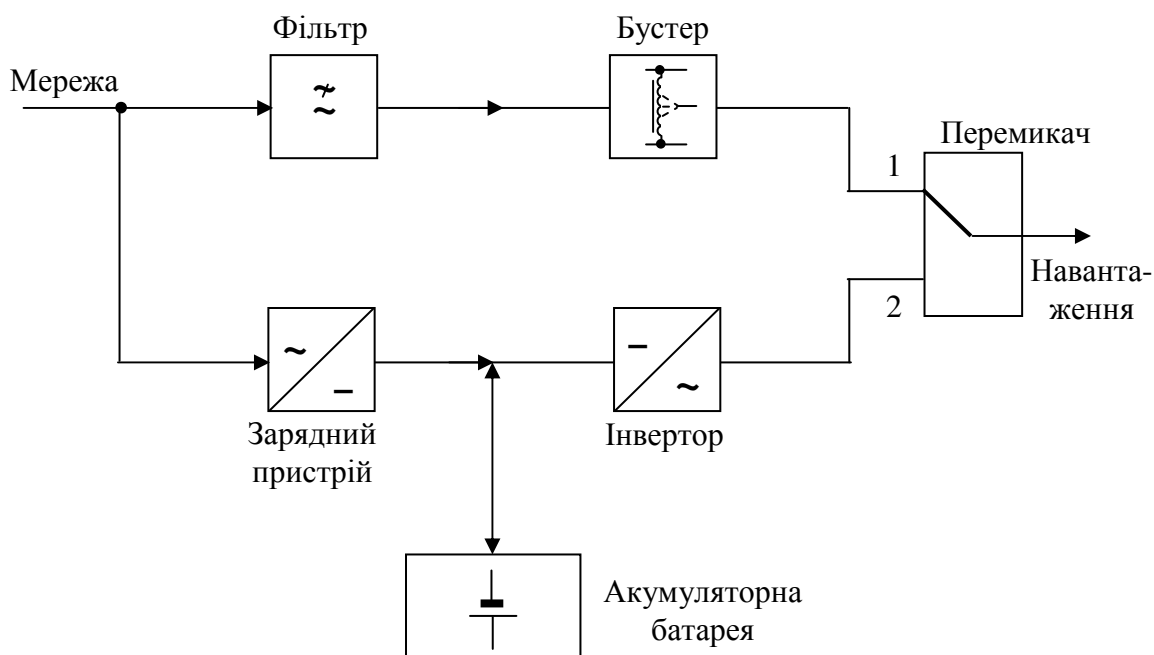 Фільтр
Бустер
Мережа
Перемикач
1
Наванта-
ження
2
Зарядний
пристрій
Інвертор
Акумуляторна
батарея